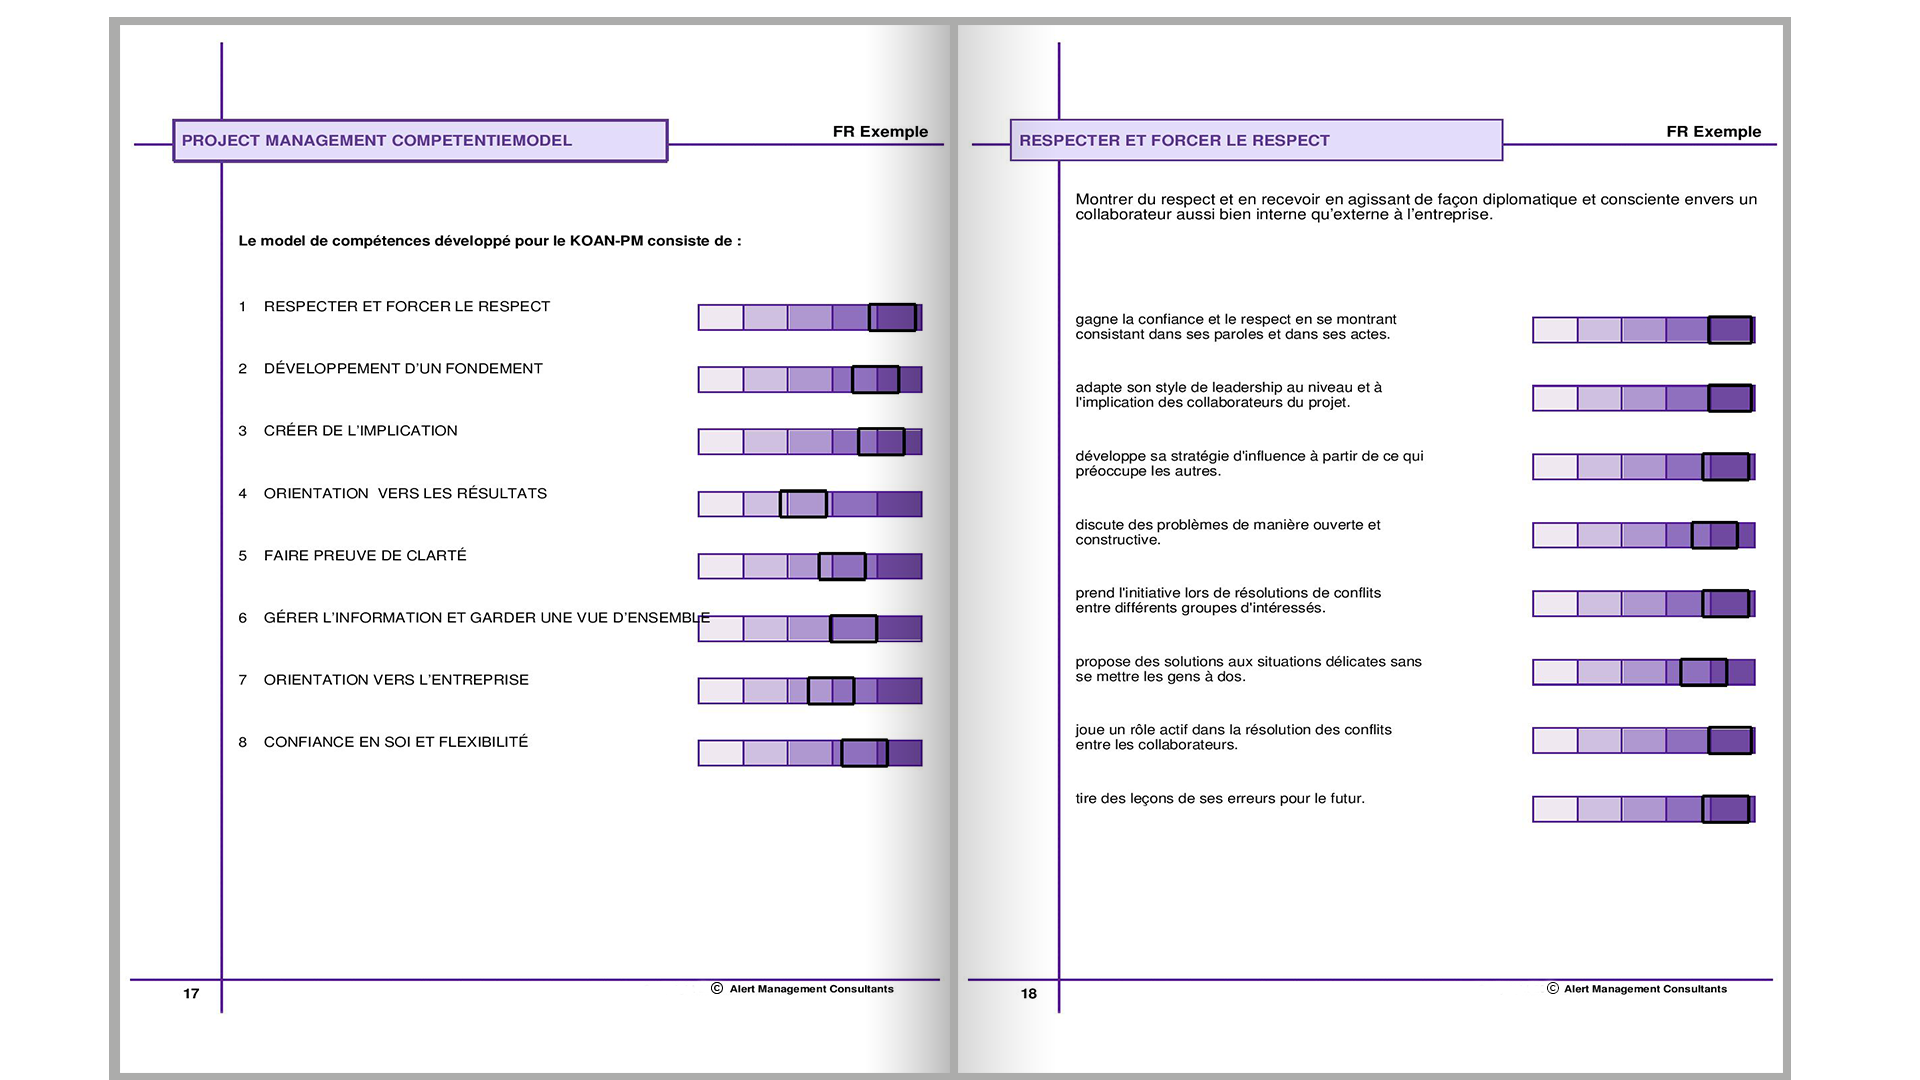 PROJECT MANAGEMENT COMPETENTIEMODEL
FR Exemple
Le model de compétences développé pour le KOAN-PM consiste de :
1 RESPECTER ET FORCER LE RESPECT
2 DÉVELOPPEMENT D’UN FONDEMENT
3 CRÉER DE L’IMPLICATION
4 ORIENTATION  VERS LES RÉSULTATS
5 FAIRE PREUVE DE CLARTÉ
6 GÉRER L’INFORMATION ET GARDER UNE VUE D’ENSEMBLE
7 ORIENTATION VERS L’ENTREPRISE
8 CONFIANCE EN SOI ET FLEXIBILITÉ
17
© Alert Management Consultants
RESPECTER ET FORCER LE RESPECT
FR Exemple
Montrer du respect et en recevoir en agissant de façon diplomatique et consciente envers un
collaborateur aussi bien interne qu’externe à l’entreprise.
gagne la confiance et le respect en se montrant
consistant dans ses paroles et dans ses actes.
adapte son style de leadership au niveau et à
l'implication des collaborateurs du projet.
développe sa stratégie d'influence à partir de ce qui
préoccupe les autres.
discute des problèmes de manière ouverte et
constructive.
prend l'initiative lors de résolutions de conflits
entre différents groupes d'intéressés.
propose des solutions aux situations délicates sans
se mettre les gens à dos.
joue un rôle actif dans la résolution des conflits
entre les collaborateurs.
tire des leçons de ses erreurs pour le futur.
18
© Alert Management Consultants